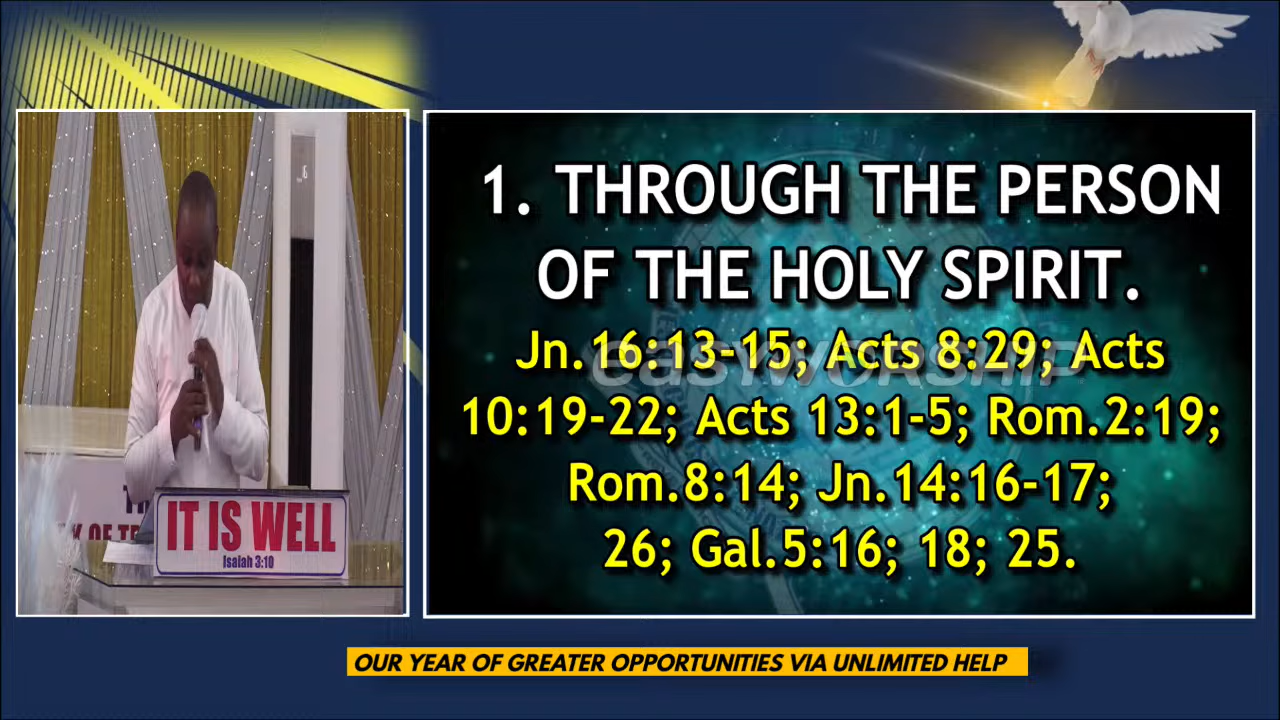 1. THROUGH THE PERSON
OF THE HOLY SPIRIT.
Jn.16:13-15; Acts 8:29; Acts
10:19-22; Acts 13:1-5; Rom.2:19;
Rom.8:14; Jn.14:16-17;
26; Gal.5:16; 18; 25.
easyworship
IT IS WELL
Isaiah 3:10
OUR YEAR OF GREATER OPPORTUNITIES VIA UNLIMITED HELP